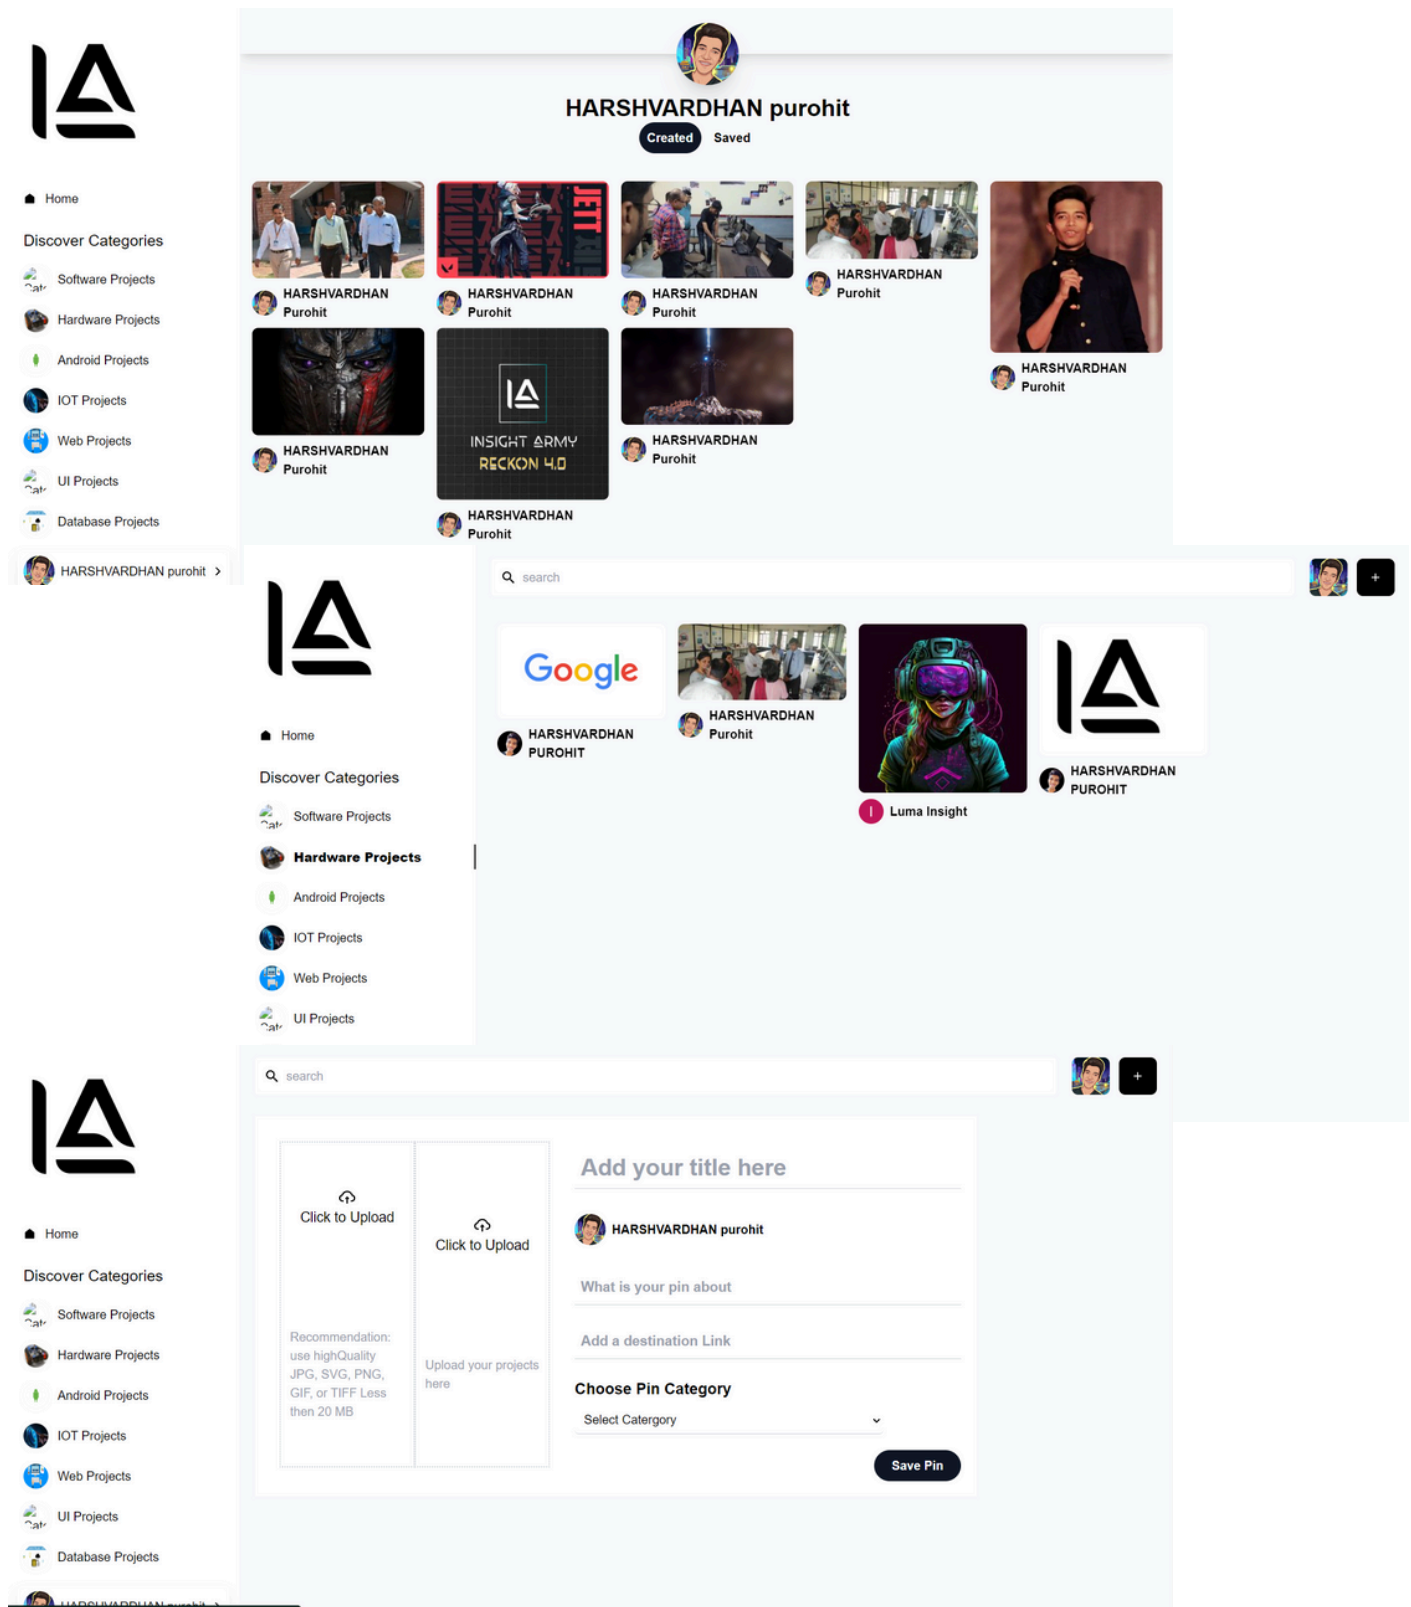 HARSHVARDHAN purohit
Created Saved
Home
Discover Categories
Software Projects
Hardware Projects
Android Projects
IOT Projects
Web Projects
UI Projects
Database Projects
HARSHVARDHAN purohit
HARSHVARDHAN
Purohit
JETT
HARSHVARDHAN
Purohit
HARSHVARDHAN
Purohit
HARSHVARDHAN
Purohit
HARSHVARDHAN
Purohit
HARSHVARDHAN
Purohit
INSIGHT ARMY
RECKON 4.0
HARSHVARDHAN
Purohit
HARSHVARDHAN
Purohit
search
+
Home
Discover Categories
Software Projects
Hardware Projects
Android Projects
IOT Projects
Web Projects
UI Projects
Google
HARSHVARDHAN
PUROHIT
HARSHVARDHAN
Purohit
I Luma Insight
HARSHVARDHAN
PUROHIT
search
+
Home
Discover Categories
Software Projects
Hardware Projects
Android Projects
IOT Projects
Web Projects
UI Projects
Database Projects
HARSHVARDHAN purohit
Click to Upload
Recommendation:
use highQuality
JPG, SVG, PNG,
GIF, or TIFF Less
then 20 MB
Click to Upload
Upload your projects
here
Add your title here
HARSHVARDHAN purohit
What is your pin about
Add a destination Link
Choose Pin Category
Select Catergory
Save Pin